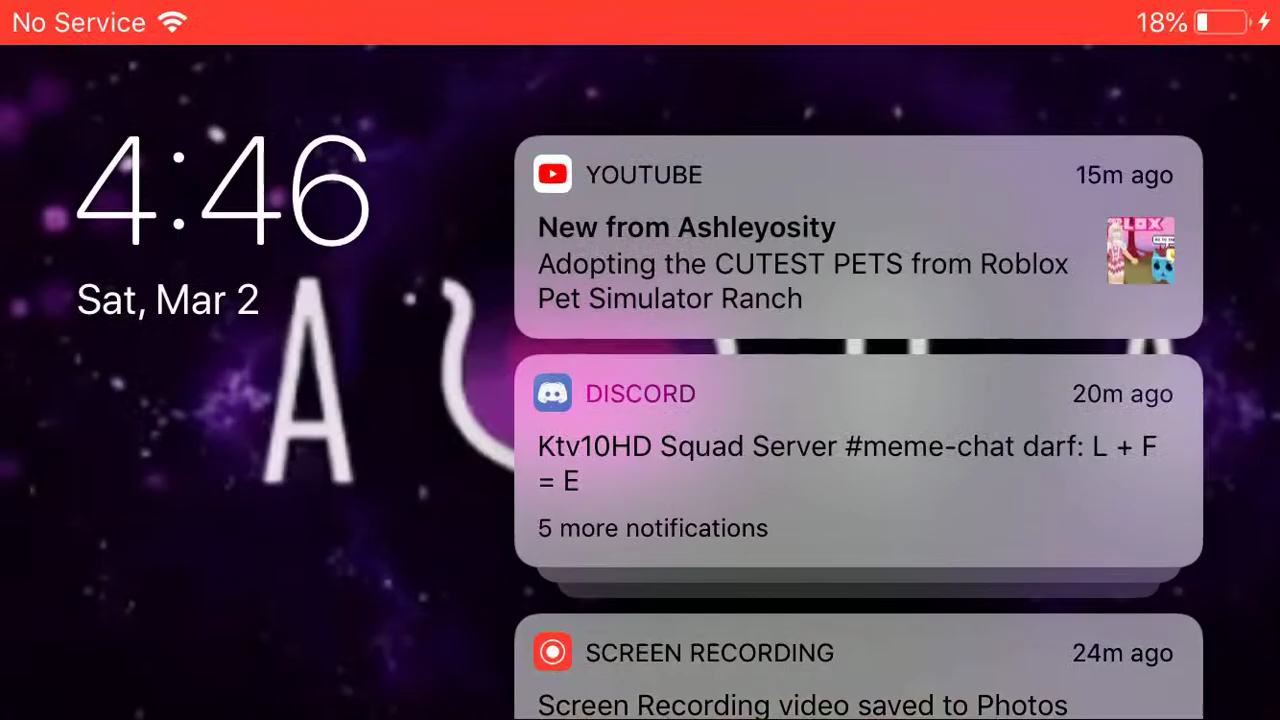 No Service
18%
4:46
Sat, Mar 2
YOUTUBE
15m ago
New from Ashleyosity
Adopting the CUTEST PETS from Roblox
Pet Simulator Ranch
DISCORD
20m ago
Ktv10HD Squad Server #meme-chat darf: L + F
= E
5 more notifications
SCREEN RECORDING
24m ago
Screen Recording video saved to Photos